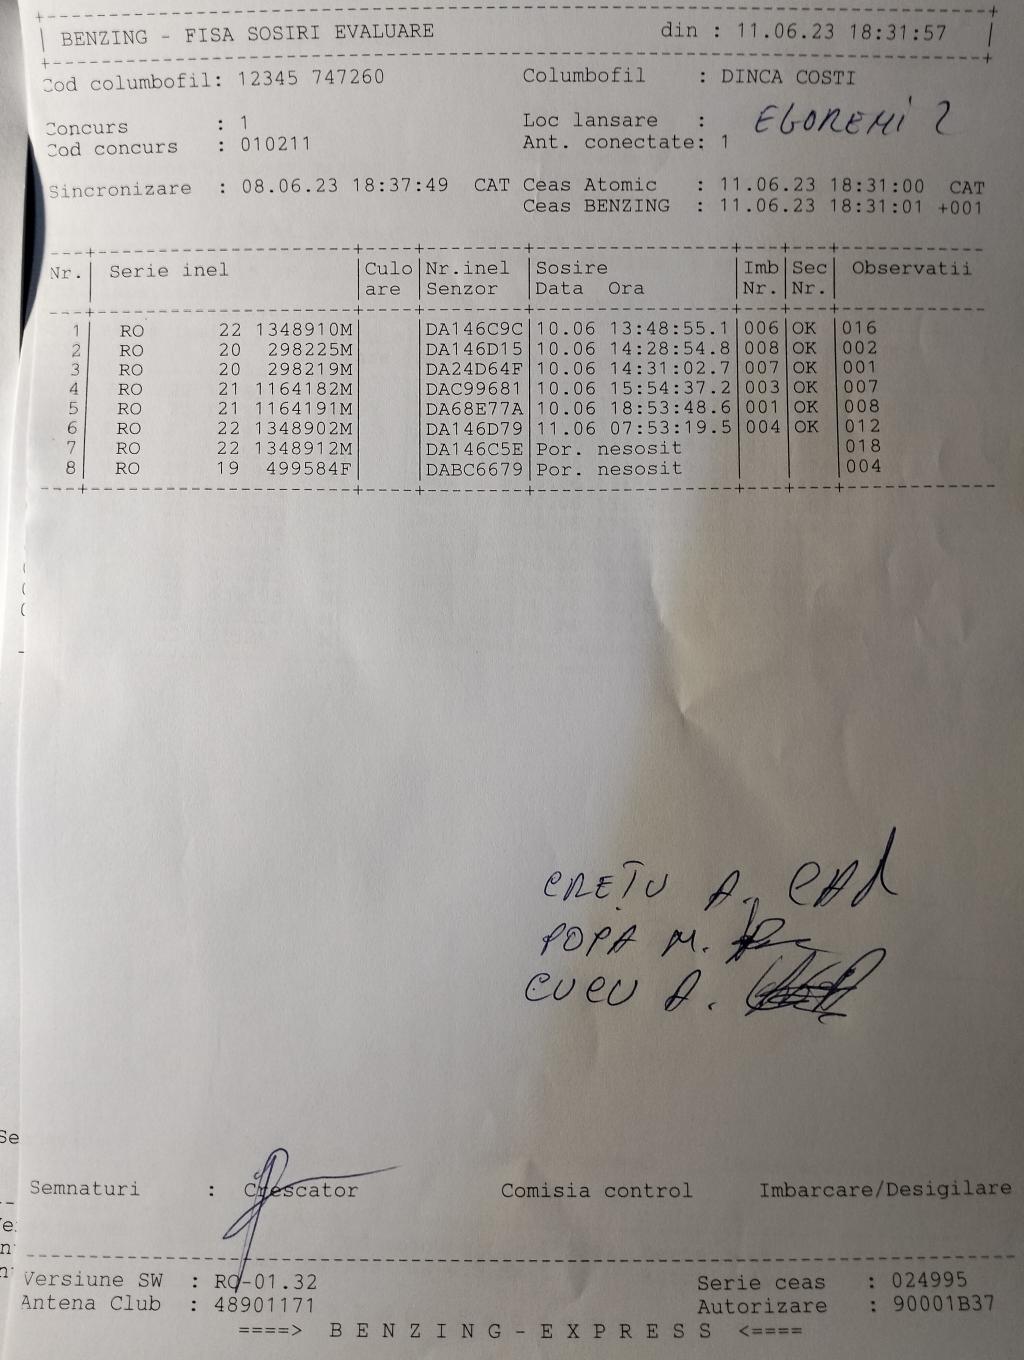 BENZING - FISA SOSIRI EVALUARE din : 11.06.23 18:31:57
Cod columbofil: 12345 747260 Columbofil : DINCA COSTI
Concurs : 1 Loc lansare :
Cod concurs : 010211 Ant. conectate: 1
Sincronizare : 08.06.23 18:37:49 CAT Ceas Atomic : 11.06.23 18:31:00 CAT
Ceas BENZING : 11.06.23 18:31:01 +001
Nr. Serie inel Culo Nr.inel Sosire Imb Sec Observatii
are Senzor Data Ora Nr. Nr.
1 RO 22 1348910M DA146C9C 10.06 13:48:55.1 006 OK 016
2 RO 20 298225M DA146D15 10.06 14:28:54.8 008 OK 002
3 RO 20 298219M DA24D64F 10.06 14:31:02.7 007 OK 001
4 RO 21 1164182M DAC99681 10.06 15:54:37.2 003 OK 007
5 RO 21 1164191M DA68E77A 10.06 18:53:48.6 001 OK 008
6 RO 22 1348902M DA146D79 11.06 07:53:19.5 004 OK 012
7 RO 22 1348912M DA146C5E Por. nesosit 018
8 RO 19 499584F DABC6679 Por. nesosit 004
CREȚU A.
POPA M.
CUCU A.
Semnaturi : Crescator Comisia control Imbarcare/Desigilare
Versiune SW : RO-01.32 Serie ceas : 024995
Antena Club : 48901171 Autorizare : 90001B37
====> B E N Z I N G - E X P R E S S <====